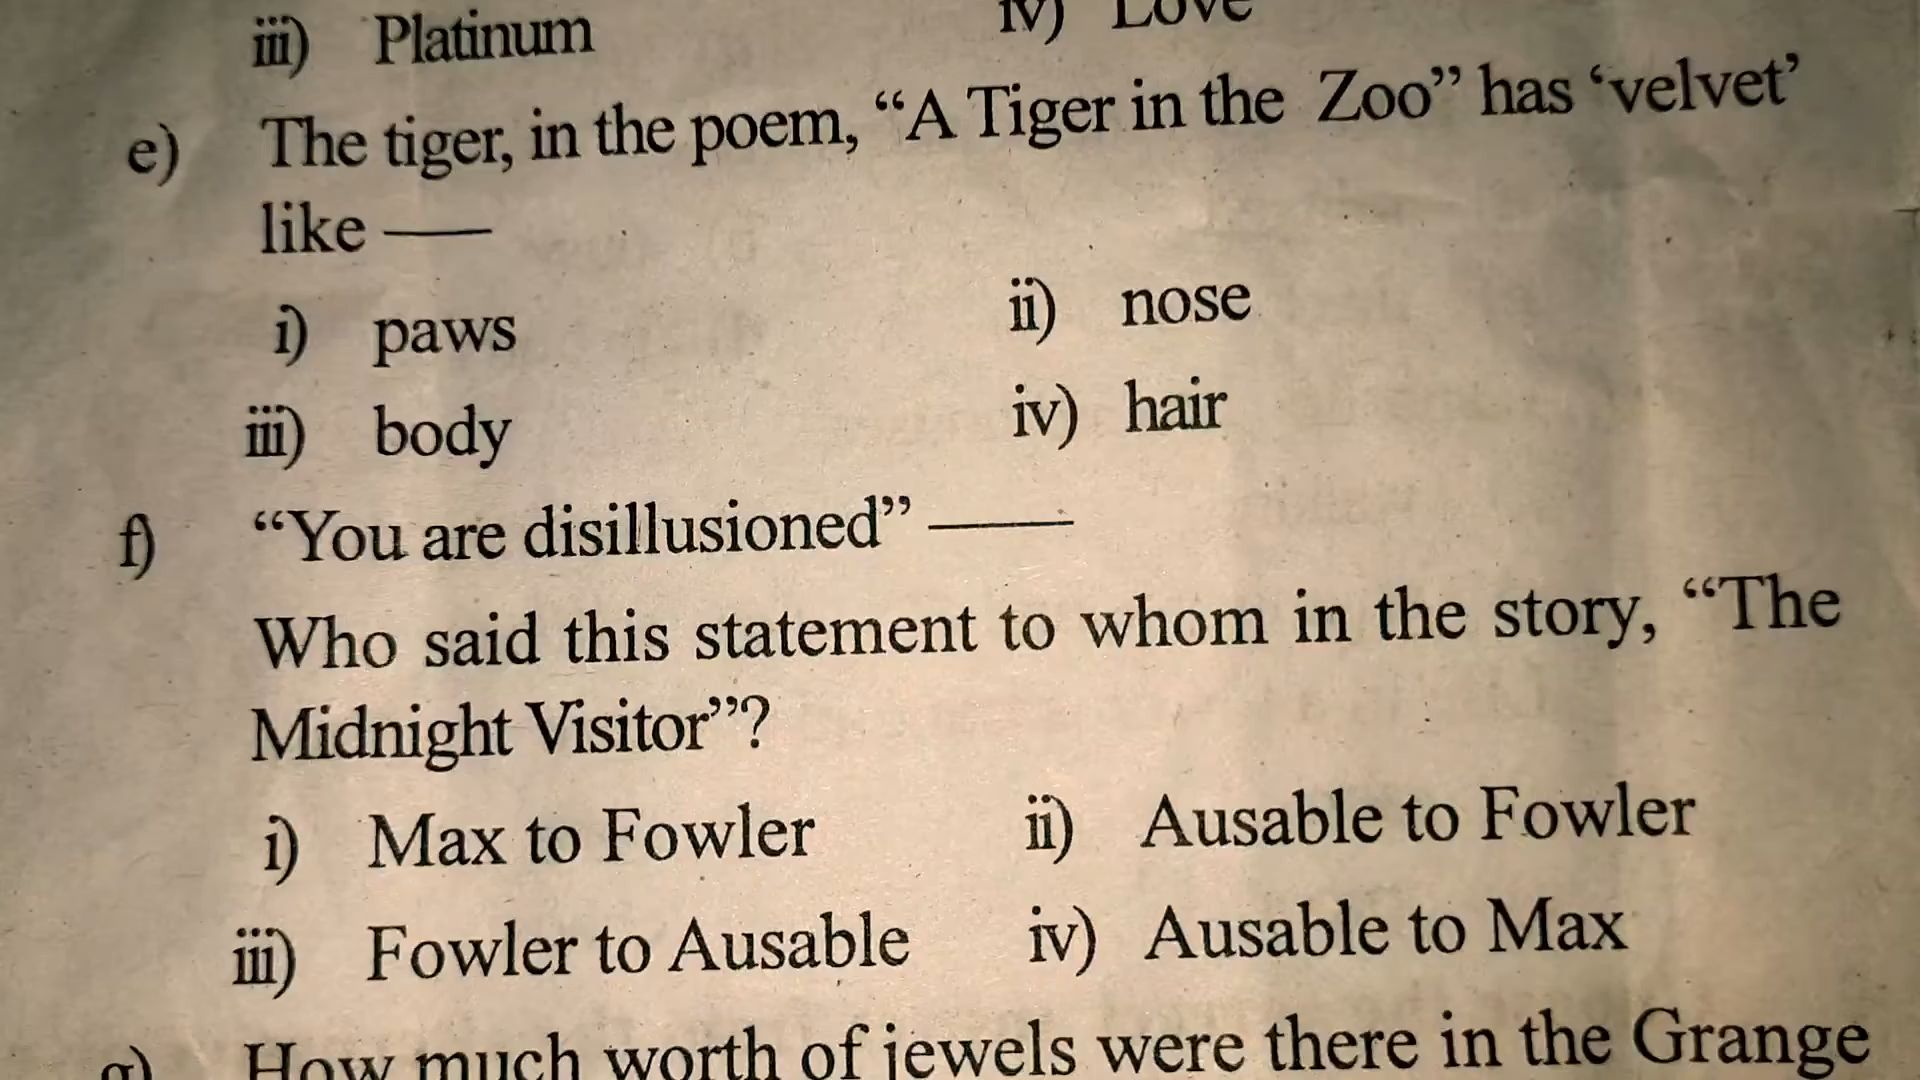 iii) Platinum iv) Love
e) The tiger, in the poem, “A Tiger in the Zoo” has ‘velvet’
like ——
i) paws ii) nose
iii) body iv) hair
f) “You are disillusioned” ——
Who said this statement to whom in the story, “The
Midnight Visitor”?
i) Max to Fowler ii) Ausable to Fowler
iii) Fowler to Ausable iv) Ausable to Max
g) How much worth of jewels were there in the Grange